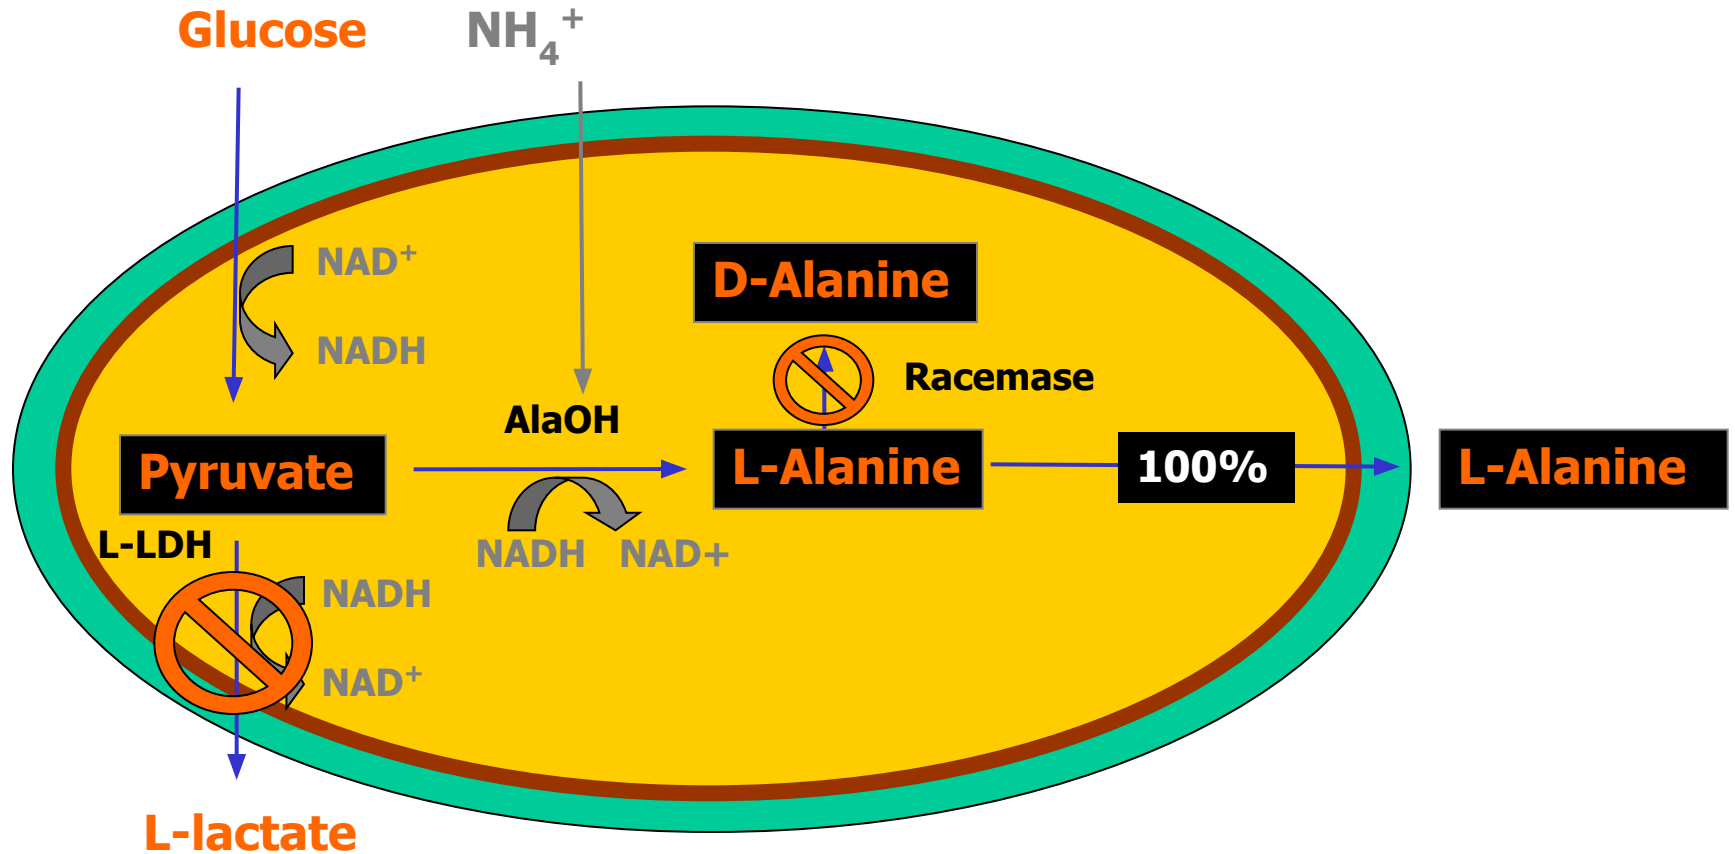 Glucose
NH₄⁺
NAD⁺
NADH
D-Alanine
Racemase
AlaOH
Pyruvate
L-Alanine
100%
L-Alanine
L-LDH
NADH
NAD+
NADH
NAD⁺
L-lactate